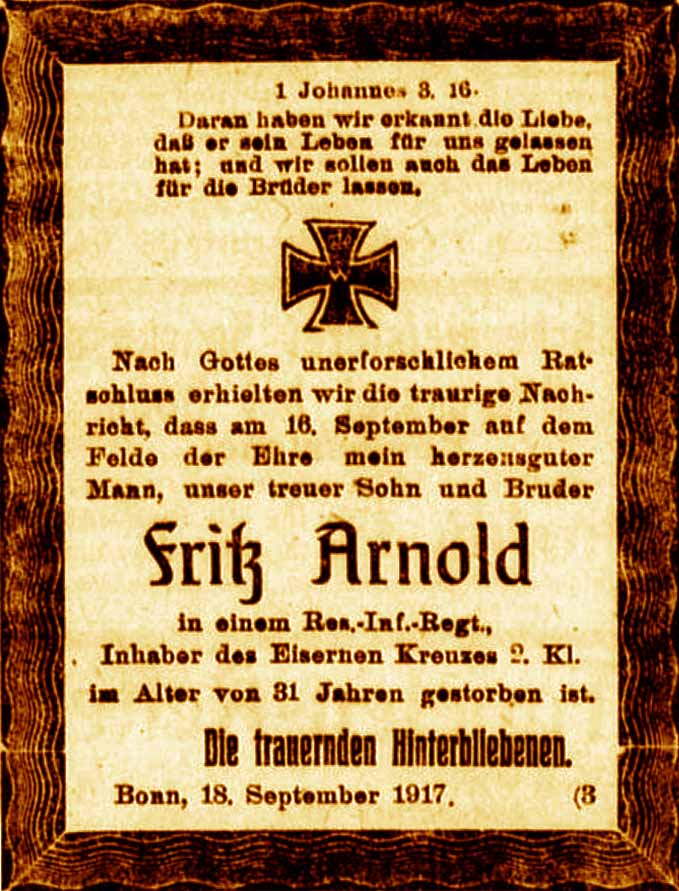 1 Johannes 3. 16.
Daran haben wir erkannt die Liebe,
daß er sein Leben für uns gelassen
hat; und wir sollen auch das Leben
für die Brüder lassen.
Nach Gottes unerforschlichem Rat-
schluss erhielten wir die traurige Nach-
richt, dass am 16. September auf dem
Felde der Ehre mein herzensguter
Mann, unser treuer Sohn und Bruder
Fritz Arnold
in einem Res.-Inf.-Regt.,
Inhaber des Eisernen Kreuzes 2. Kl.
im Alter von 31 Jahren gestorben ist.
Die trauernden Hinterbliebenen.
Bonn, 18. September 1917. (3